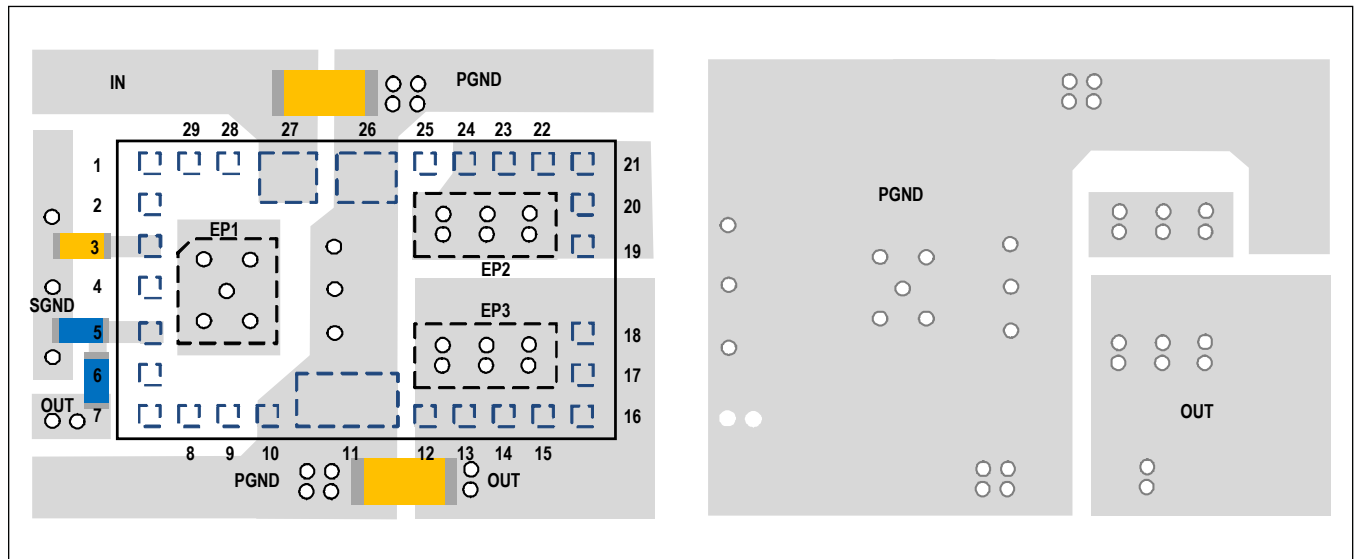 IN
PGND
29 28 27 26 25 24 23 22
1 21
2 20
EP1
3 19
EP2
4
SGND
EP3
5 18
6 17
OUT
7 16
8 9 10 11 12 13 14 15
PGND OUT
PGND
OUT